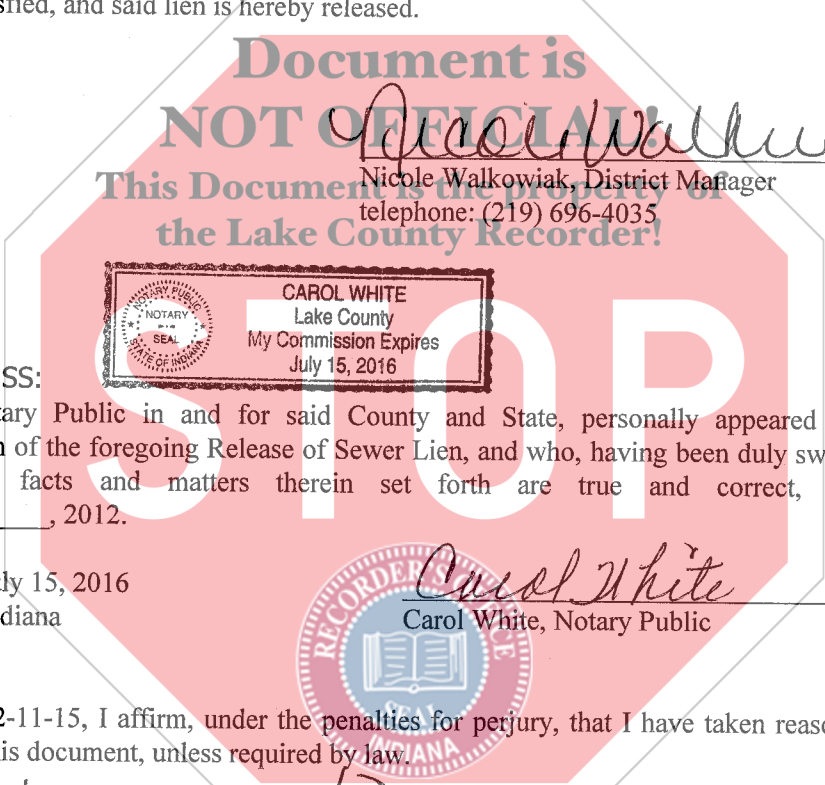 sfied, and said lien is hereby released.
Document is
NOT OFFICIAL!
Nicole Walkowiak, District Manager
This Document is the property of
telephone: (219) 696-4035
the Lake County Recorder!
NOTARY PUBLIC
NOTARY
SEAL
STATE OF INDIANA
CAROL WHITE
Lake County
My Commission Expires
July 15, 2016
STOP
SS:
tary Public in and for said County and State, personally appeared
n of the foregoing Release of Sewer Lien, and who, having been duly sw
facts and matters therein set forth are true and correct,
, 2012.
Carol White
ly 15, 2016
diana
Carol White, Notary Public
RECORDER'S OFFICE
SEAL
INDIANA
2-11-15, I affirm, under the penalties for perjury, that I have taken reaso
is document, unless required by law.